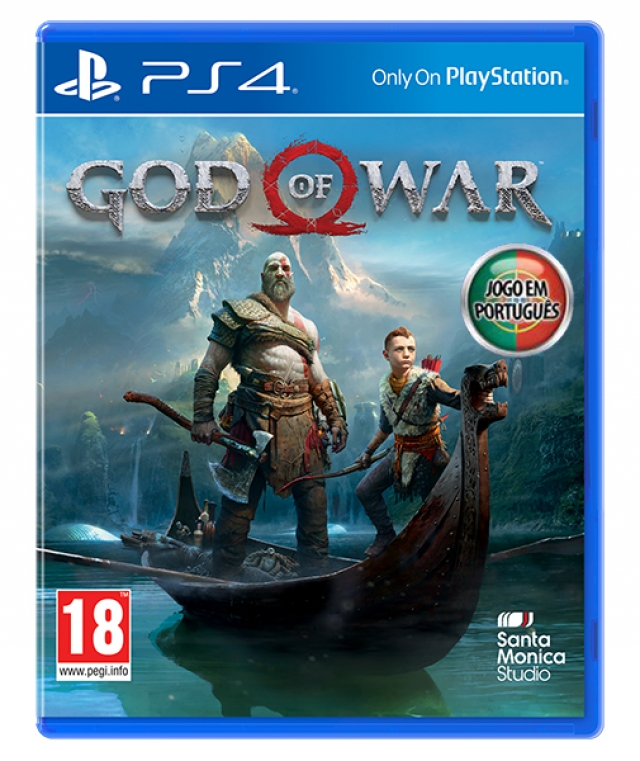 PS4
Only On PlayStation
GOD OF WAR
JOGO EM
PORTUGUÊS
18
www.pegi.info
Santa
Monica
Studio